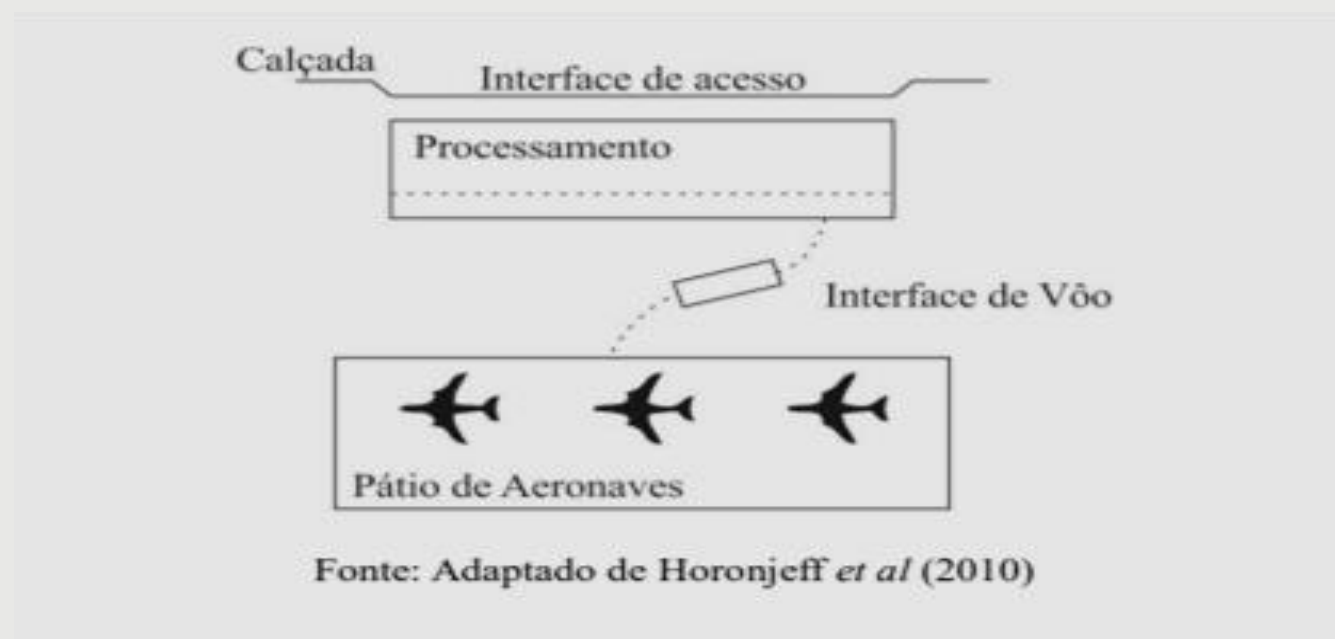 Calçada
Interface de acesso
Processamento
Interface de Vôo
Pátio de Aeronaves
Fonte: Adaptado de Horonjeff et al (2010)